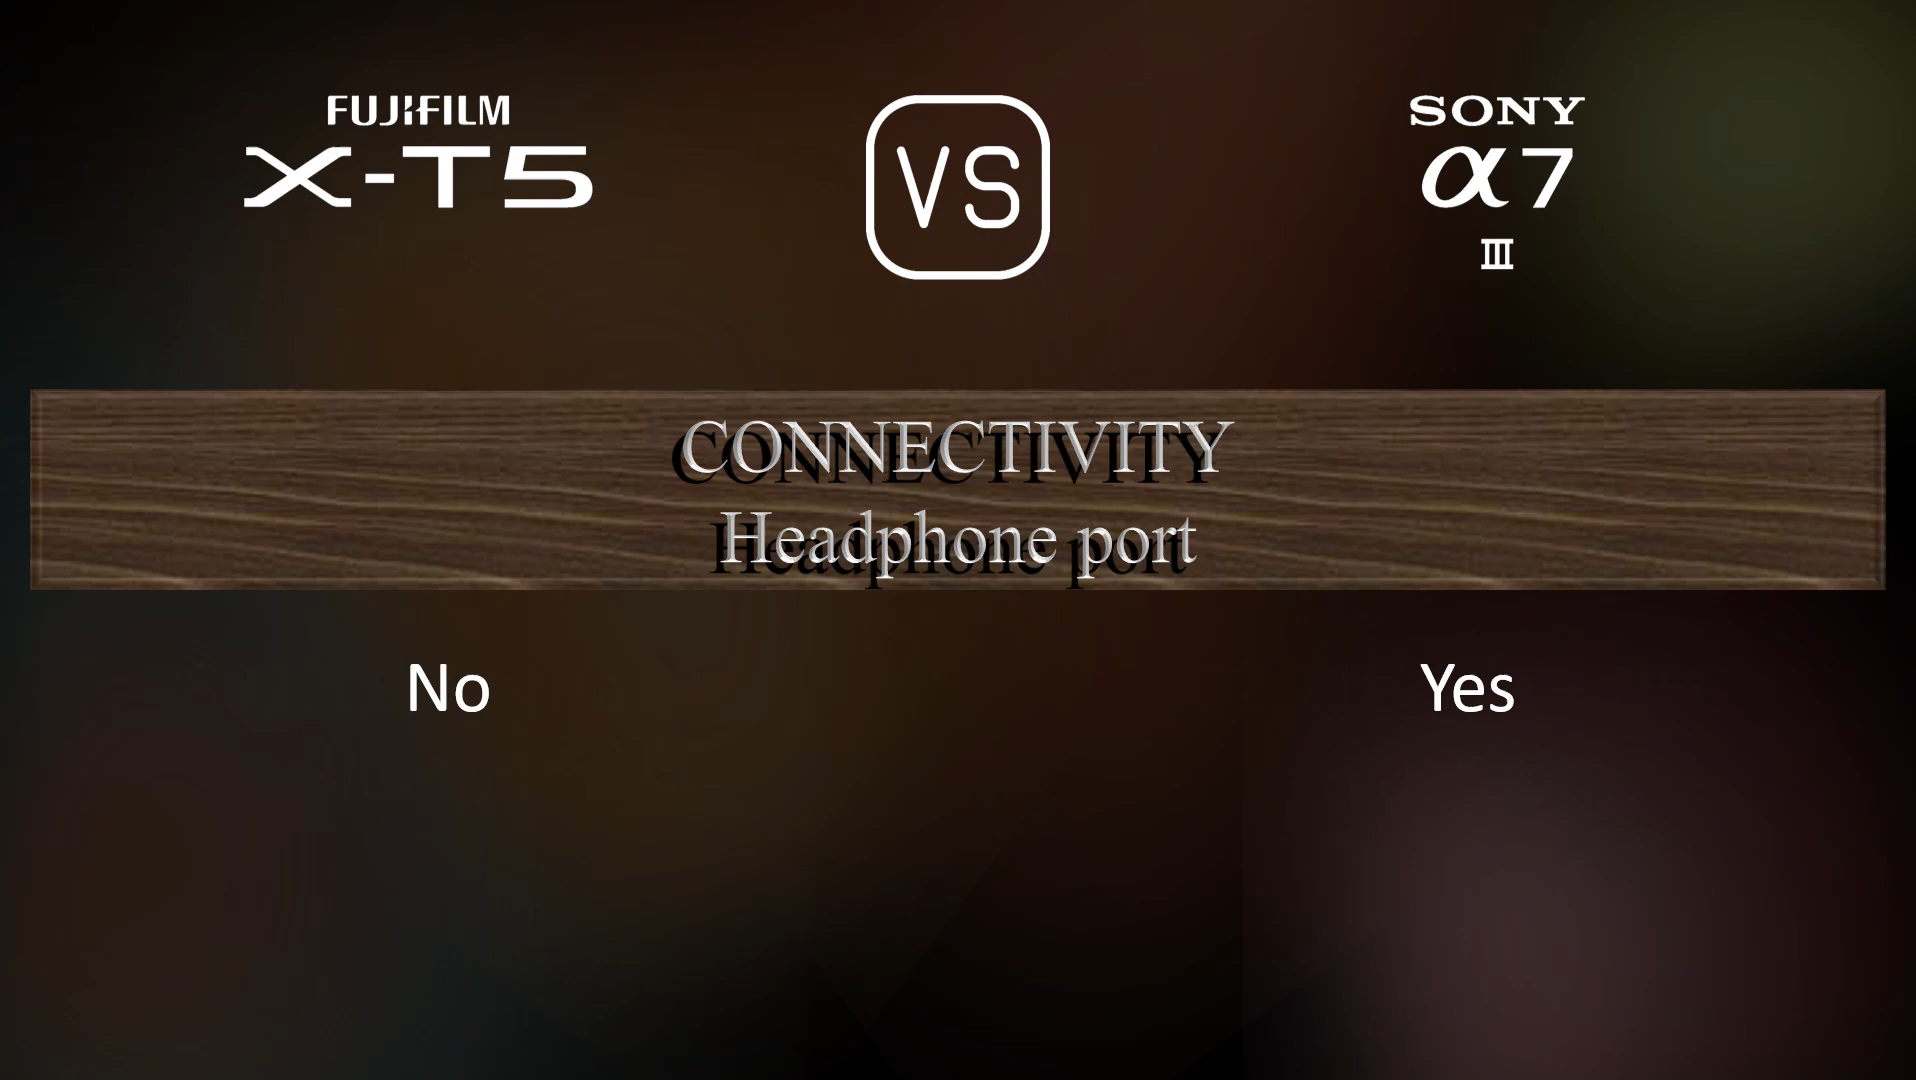 FUJIFILM
X-T5
VS
SONY
α7
III
CONNECTIVITY
Headphone port
No
Yes